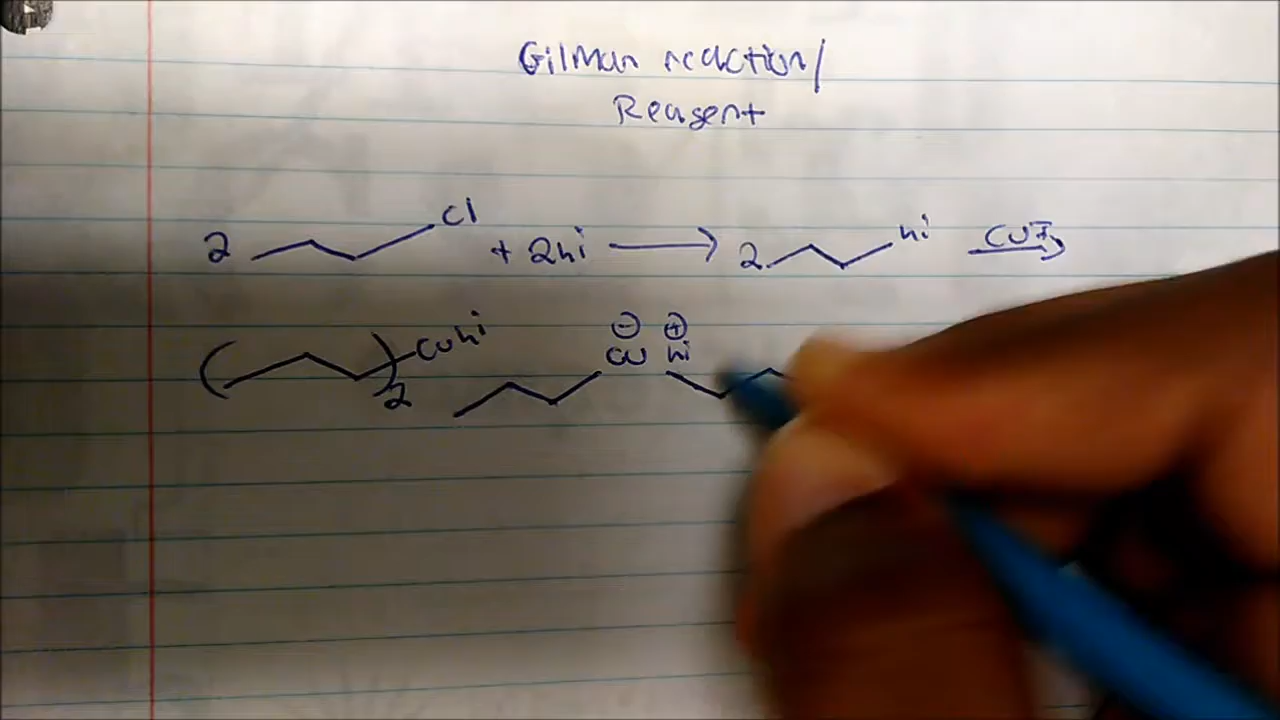 Gilman reaction/
Reagent
2 Cl + 2Li → 2 Li CuI →
( )2 CuLi ⊖ Cu ⊕ Li